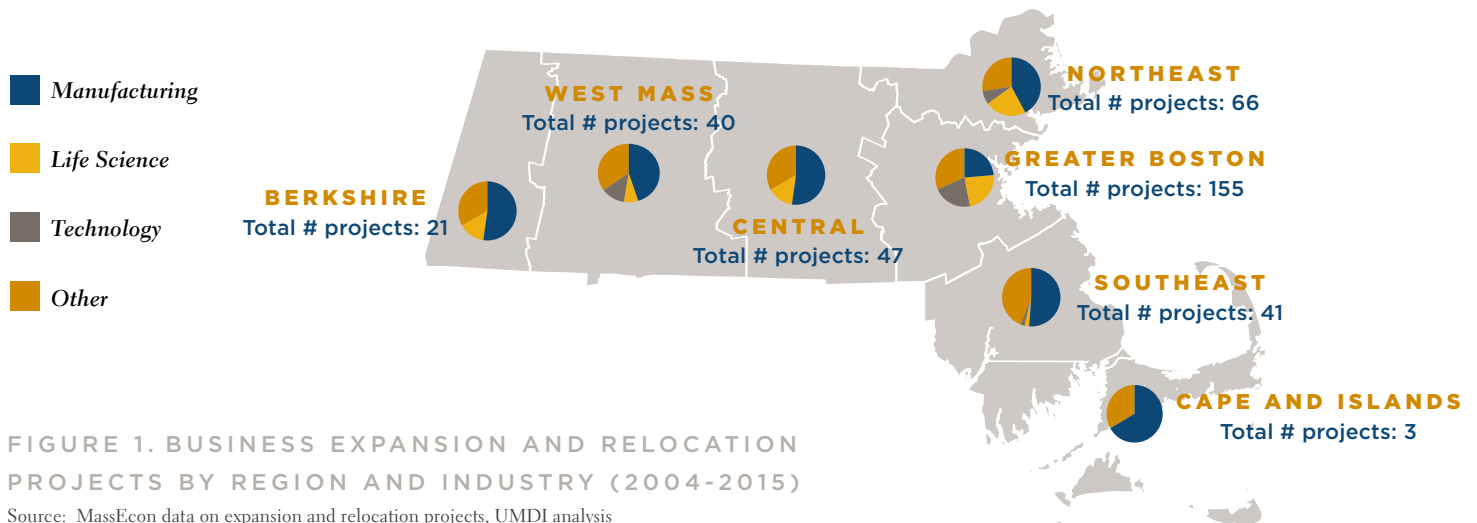 Manufacturing
Life Science
Technology
Other
NORTHEAST
Total # projects: 66
WEST MASS
Total # projects: 40
GREATER BOSTON
Total # projects: 155
BERKSHIRE
Total # projects: 21
CENTRAL
Total # projects: 47
SOUTHEAST
Total # projects: 41
CAPE AND ISLANDS
Total # projects: 3
FIGURE 1. BUSINESS EXPANSION AND RELOCATION
PROJECTS BY REGION AND INDUSTRY (2004-2015)
Source: MassEcon data on expansion and relocation projects, UMDI analysis